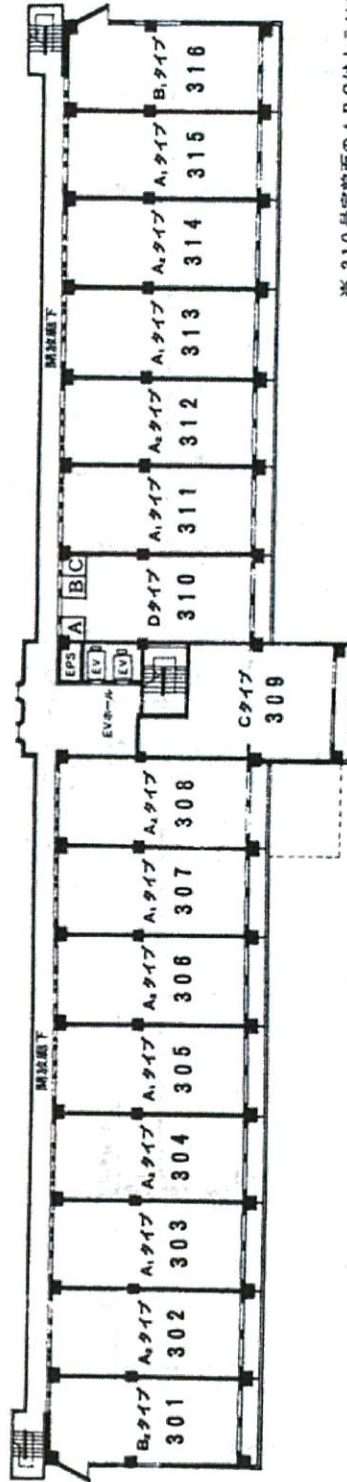 開放廊下
開放廊下
EVホール
EPS
EV
EV
A
B
C
B₂タイプ
301
A₂タイプ
302
A₁タイプ
303
A₂タイプ
304
A₁タイプ
305
A₂タイプ
306
A₁タイプ
307
A₂タイプ
308
Cタイプ
309
Dタイプ
310
A₁タイプ
311
A₂タイプ
312
A₁タイプ
313
A₂タイプ
314
A₁タイプ
315
B₁タイプ
316